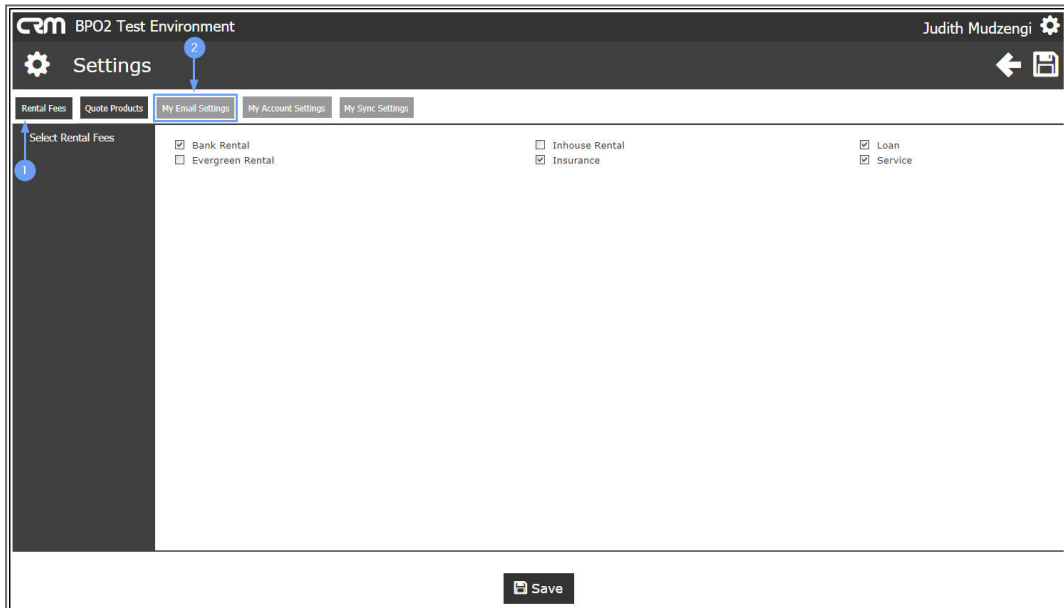 CRM BPO2 Test Environment Judith Mudzengi
2
Settings
Rental Fees Quote Products My Email Settings My Account Settings My Sync Settings
Select Rental Fees
Bank Rental Inhouse Rental Loan
Evergreen Rental Insurance Service
1
Save